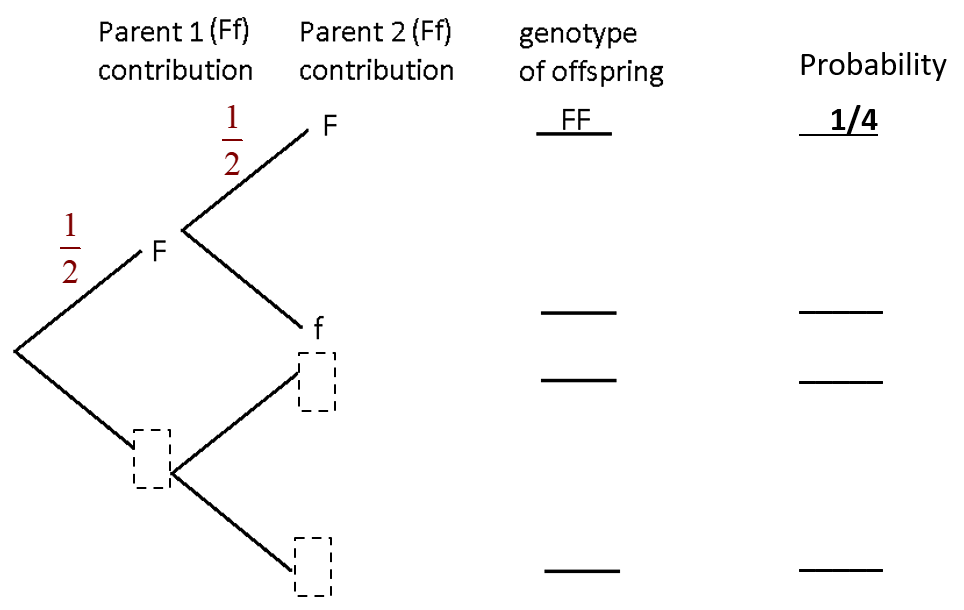 Parent 1 (Ff)
contribution
Parent 2 (Ff)
contribution
genotype
of offspring
Probability
1/2
F
FF
1/4
1/2
F
f